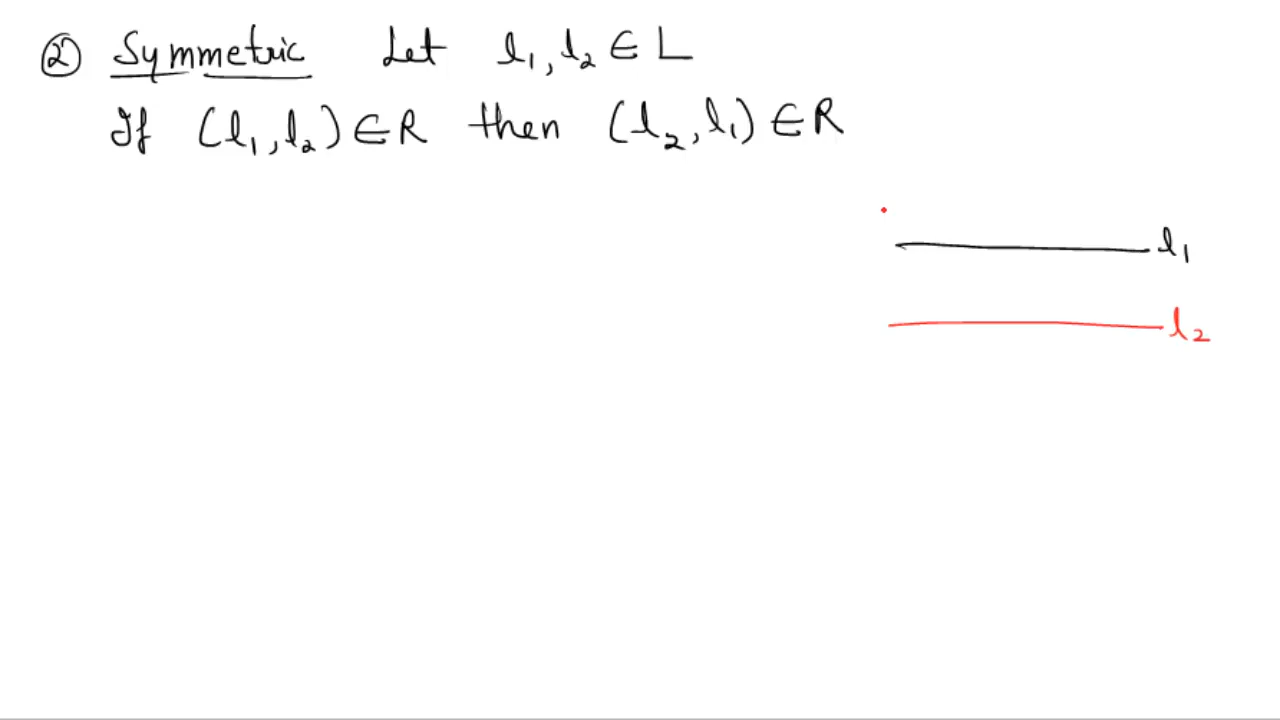 ② Symmetric Let l₁, l₂ ∈ L
If (l₁, l₂) ∈ R then (l₂, l₁) ∈ R
l₁
l₂